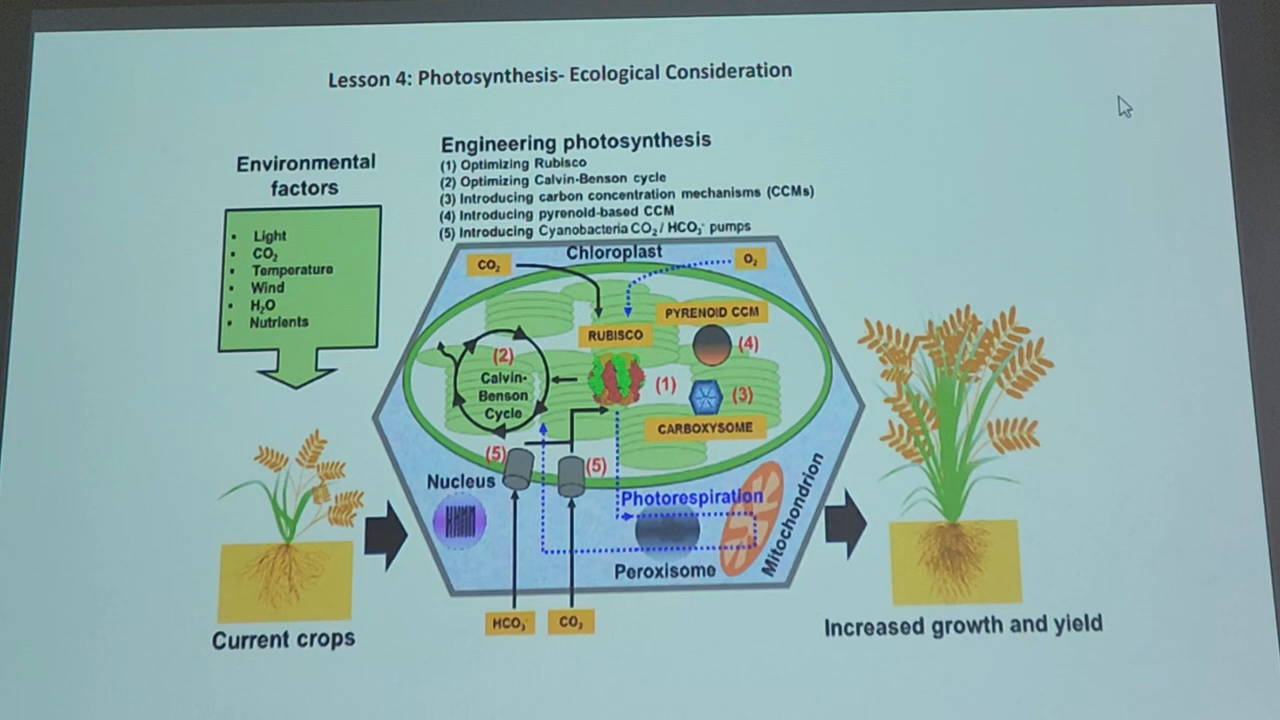 Lesson 4: Photosynthesis- Ecological Consideration
Environmental
factors
• Light
• CO₂
• Temperature
• Wind
• H₂O
• Nutrients
Engineering photosynthesis
(1) Optimizing Rubisco
(2) Optimizing Calvin-Benson cycle
(3) Introducing carbon concentration mechanisms (CCMs)
(4) Introducing pyrenoid-based CCM
(5) Introducing Cyanobacteria CO₂ / HCO₃⁻ pumps
Chloroplast
CO₂
O₂
PYRENOID CCM
RUBISCO
(4)
(2)
Calvin-
Benson
Cycle
(1)
(3)
CARBOXYSOME
(5)
(5)
Nucleus
Photorespiration
Mitochondrion
Peroxisome
HCO₃⁻
CO₂
Current crops
Increased growth and yield